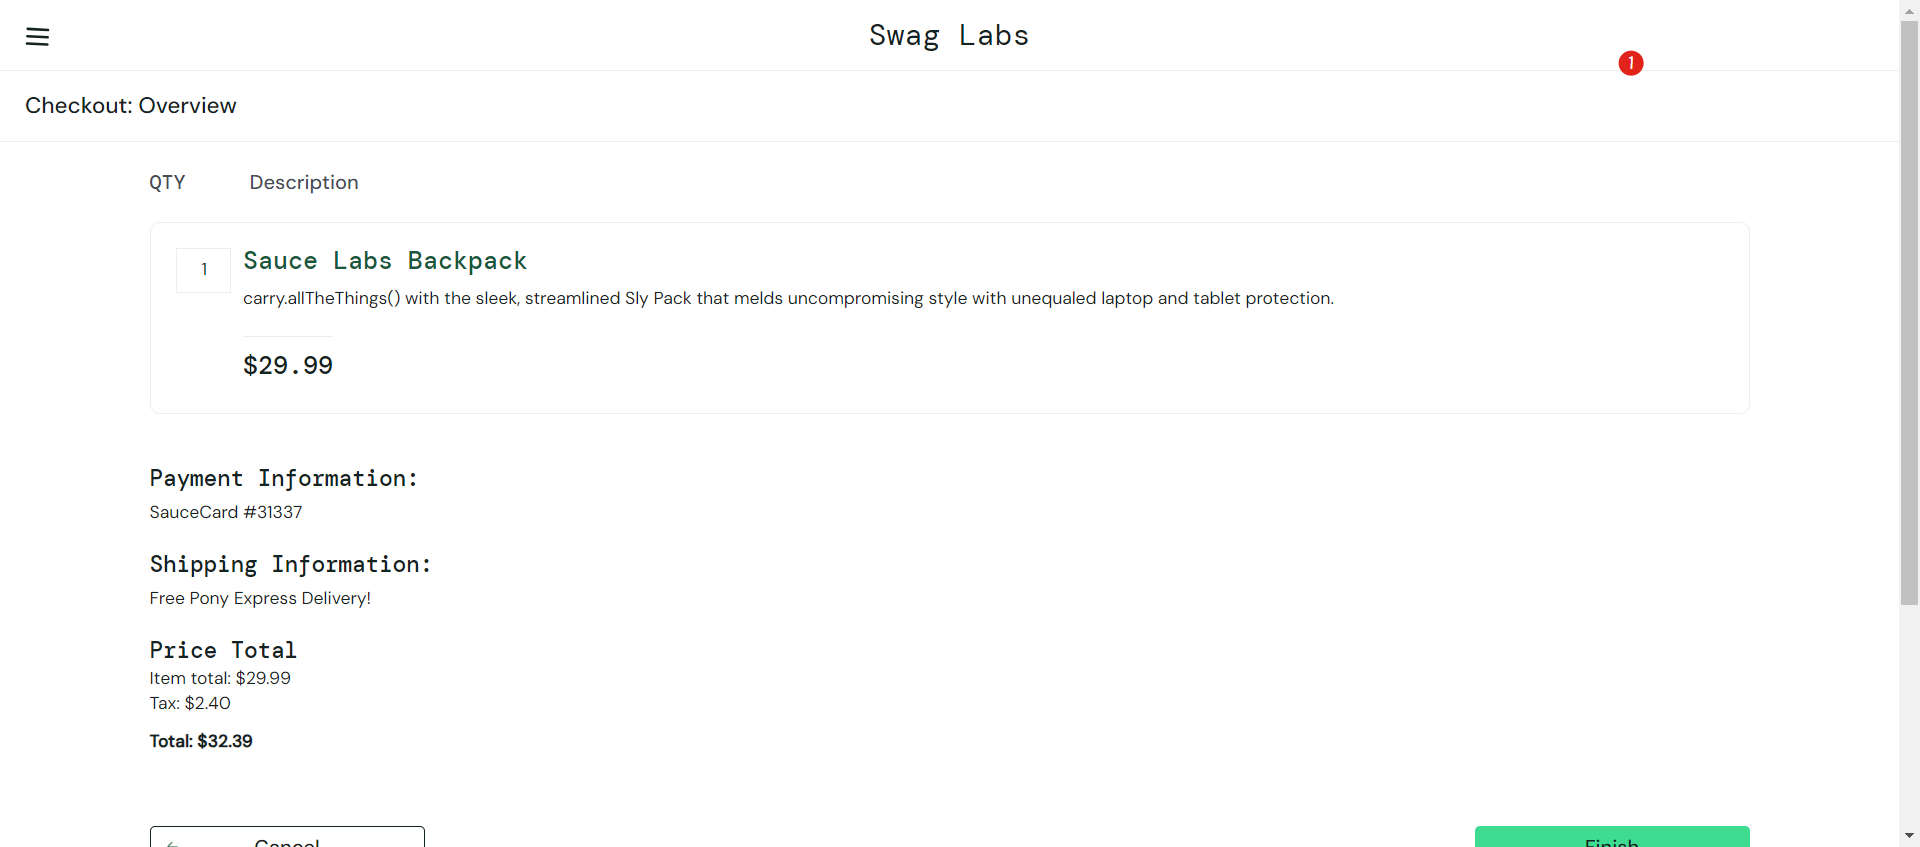 Swag Labs
1
Checkout: Overview
QTY Description
1
Sauce Labs Backpack
carry.allTheThings() with the sleek, streamlined Sly Pack that melds uncompromising style with unequaled laptop and tablet protection.
$29.99
Payment Information:
SauceCard #31337
Shipping Information:
Free Pony Express Delivery!
Price Total
Item total: $29.99
Tax: $2.40
Total: $32.39
Cancel Finish